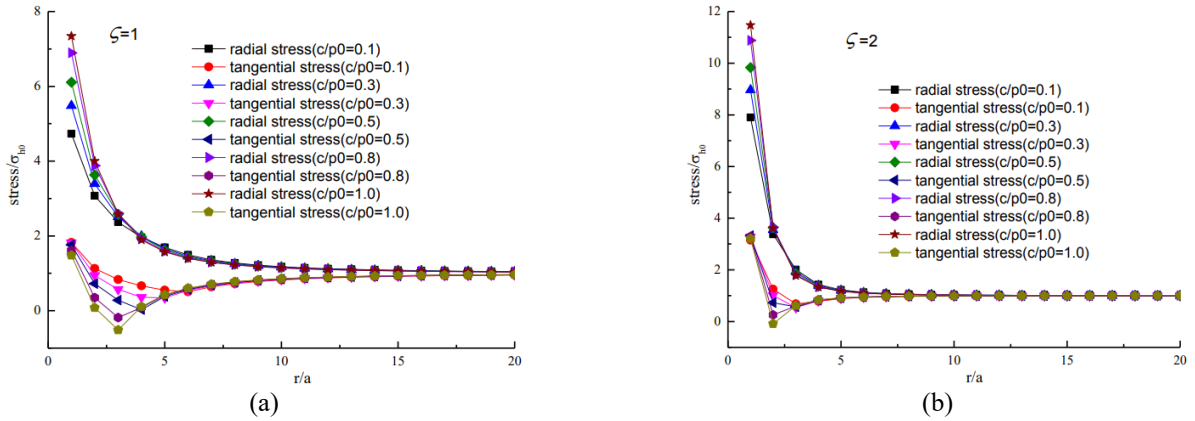 8
6
4
2
0
stress/σh0
ς=1
radial stress(c/p0=0.1)
tangential stress(c/p0=0.1)
radial stress(c/p0=0.3)
tangential stress(c/p0=0.3)
radial stress(c/p0=0.5)
tangential stress(c/p0=0.5)
radial stress(c/p0=0.8)
tangential stress(c/p0=0.8)
radial stress(c/p0=1.0)
tangential stress(c/p0=1.0)
0 5 10 15 20
r/a
(a)
12
10
8
6
4
2
0
stress/σh0
ς=2
radial stress(c/p0=0.1)
tangential stress(c/p0=0.1)
radial stress(c/p0=0.3)
tangential stress(c/p0=0.3)
radial stress(c/p0=0.5)
tangential stress(c/p0=0.5)
radial stress(c/p0=0.8)
tangential stress(c/p0=0.8)
radial stress(c/p0=1.0)
tangential stress(c/p0=1.0)
0 5 10 15 20
r/a
(b)